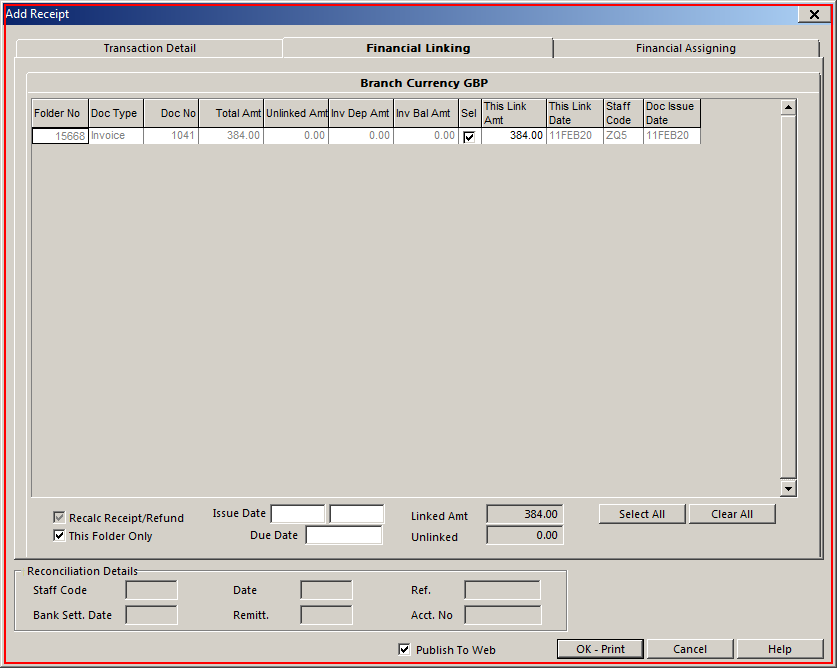 Add Receipt
Transaction Detail Financial Linking Financial Assigning
Branch Currency GBP
Folder No Doc Type Doc No Total Amt Unlinked Amt Inv Dep Amt Inv Bal Amt Sel This Link Amt This Link Date Staff Code Doc Issue Date
15668 Invoice 1041 384.00 0.00 0.00 0.00 384.00 11FEB20 ZQ5 11FEB20
Recalc Receipt/Refund Issue Date Linked Amt 384.00 Select All Clear All
This Folder Only Due Date Unlinked 0.00
Reconciliation Details
Staff Code Date Ref.
Bank Sett. Date Remitt. Acct. No
Publish To Web OK - Print Cancel Help